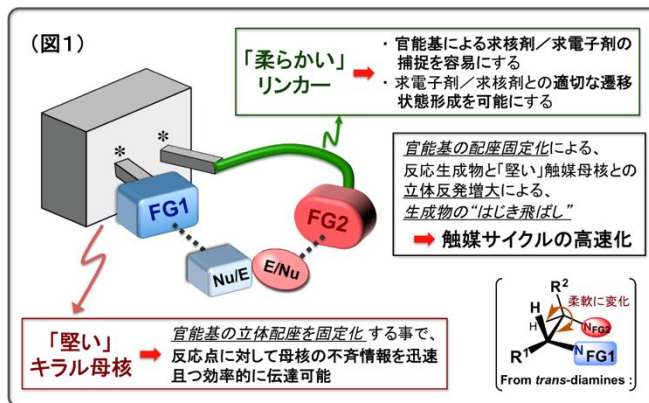 (図1)
「柔らかい」
リンカー
・官能基による求核剤／求電子剤の
捕捉を容易にする
・求電子剤／求核剤との適切な遷移
状態形成を可能にする
*
*
FG1
FG2
Nu/E
E/Nu
官能基の配座固定化による、
反応生成物と「堅い」触媒母核との
立体反発増大による、
生成物の“はじき飛ばし”
触媒サイクルの高速化
「堅い」
キラル母核
官能基の立体配座を固定化する事で、
反応点に対して母核の不斉情報を迅速
且つ効率的に伝達可能
R2
柔軟に変化
H
H
N FG2
R1
N FG1
From trans-diamines :